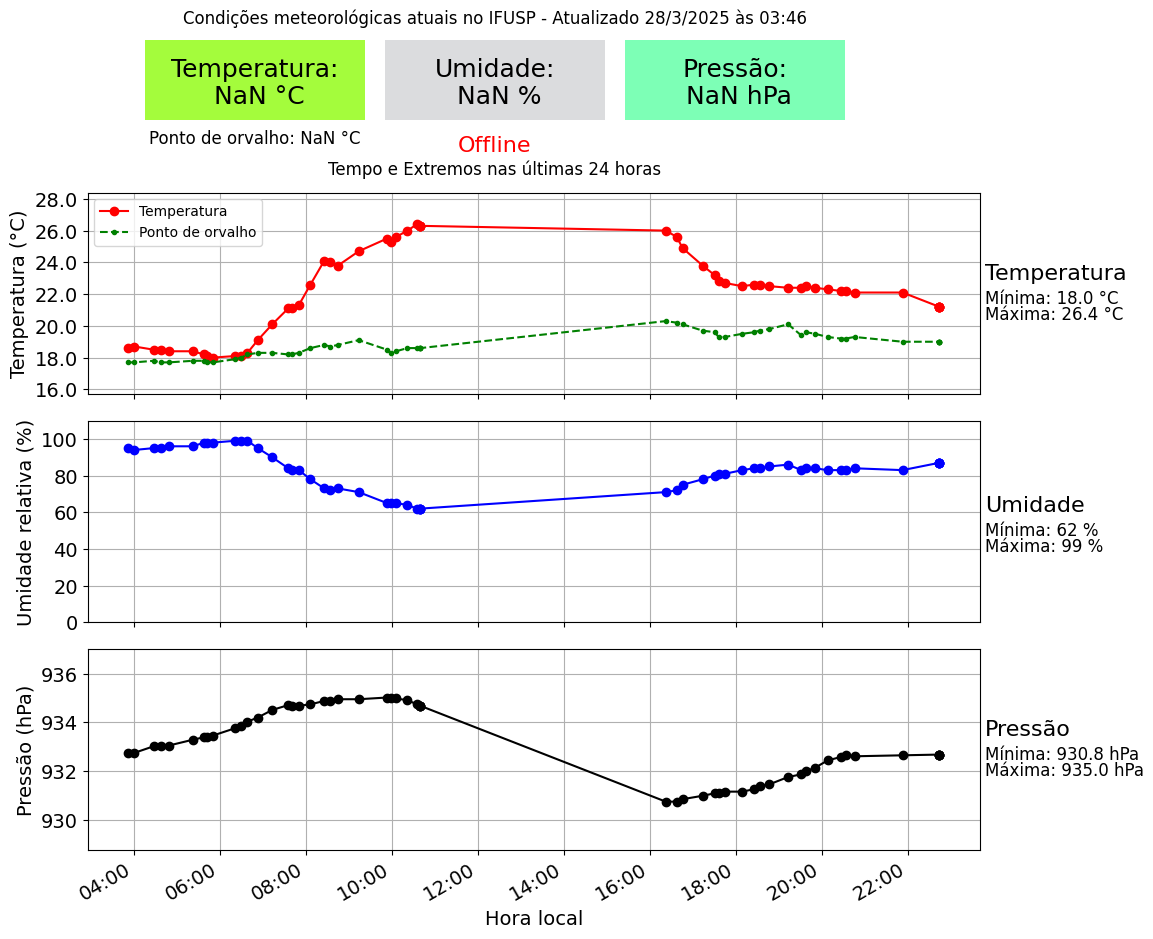 Condições meteorológicas atuais no IFUSP - Atualizado 28/3/2025 às 03:46
Temperatura:
NaN °C
Umidade:
NaN %
Pressão:
NaN hPa
Ponto de orvalho: NaN °C
Offline
Tempo e Extremos nas últimas 24 horas
Temperatura (°C)
28.0
26.0
24.0
22.0
20.0
18.0
16.0
Temperatura
Ponto de orvalho
Temperatura
Mínima: 18.0 °C
Máxima: 26.4 °C
Umidade relativa (%)
100
80
60
40
20
0
Umidade
Mínima: 62 %
Máxima: 99 %
Pressão (hPa)
936
934
932
930
Pressão
Mínima: 930.8 hPa
Máxima: 935.0 hPa
04:00
06:00
08:00
10:00
12:00
14:00
16:00
18:00
20:00
22:00
Hora local